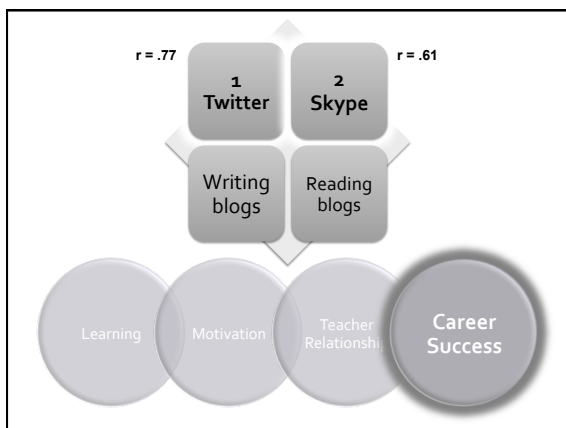 r = .77
1
Twitter
2
Skype
r = .61
Writing
blogs
Reading
blogs
Learning
Motivation
Teacher
Relationship
Career
Success